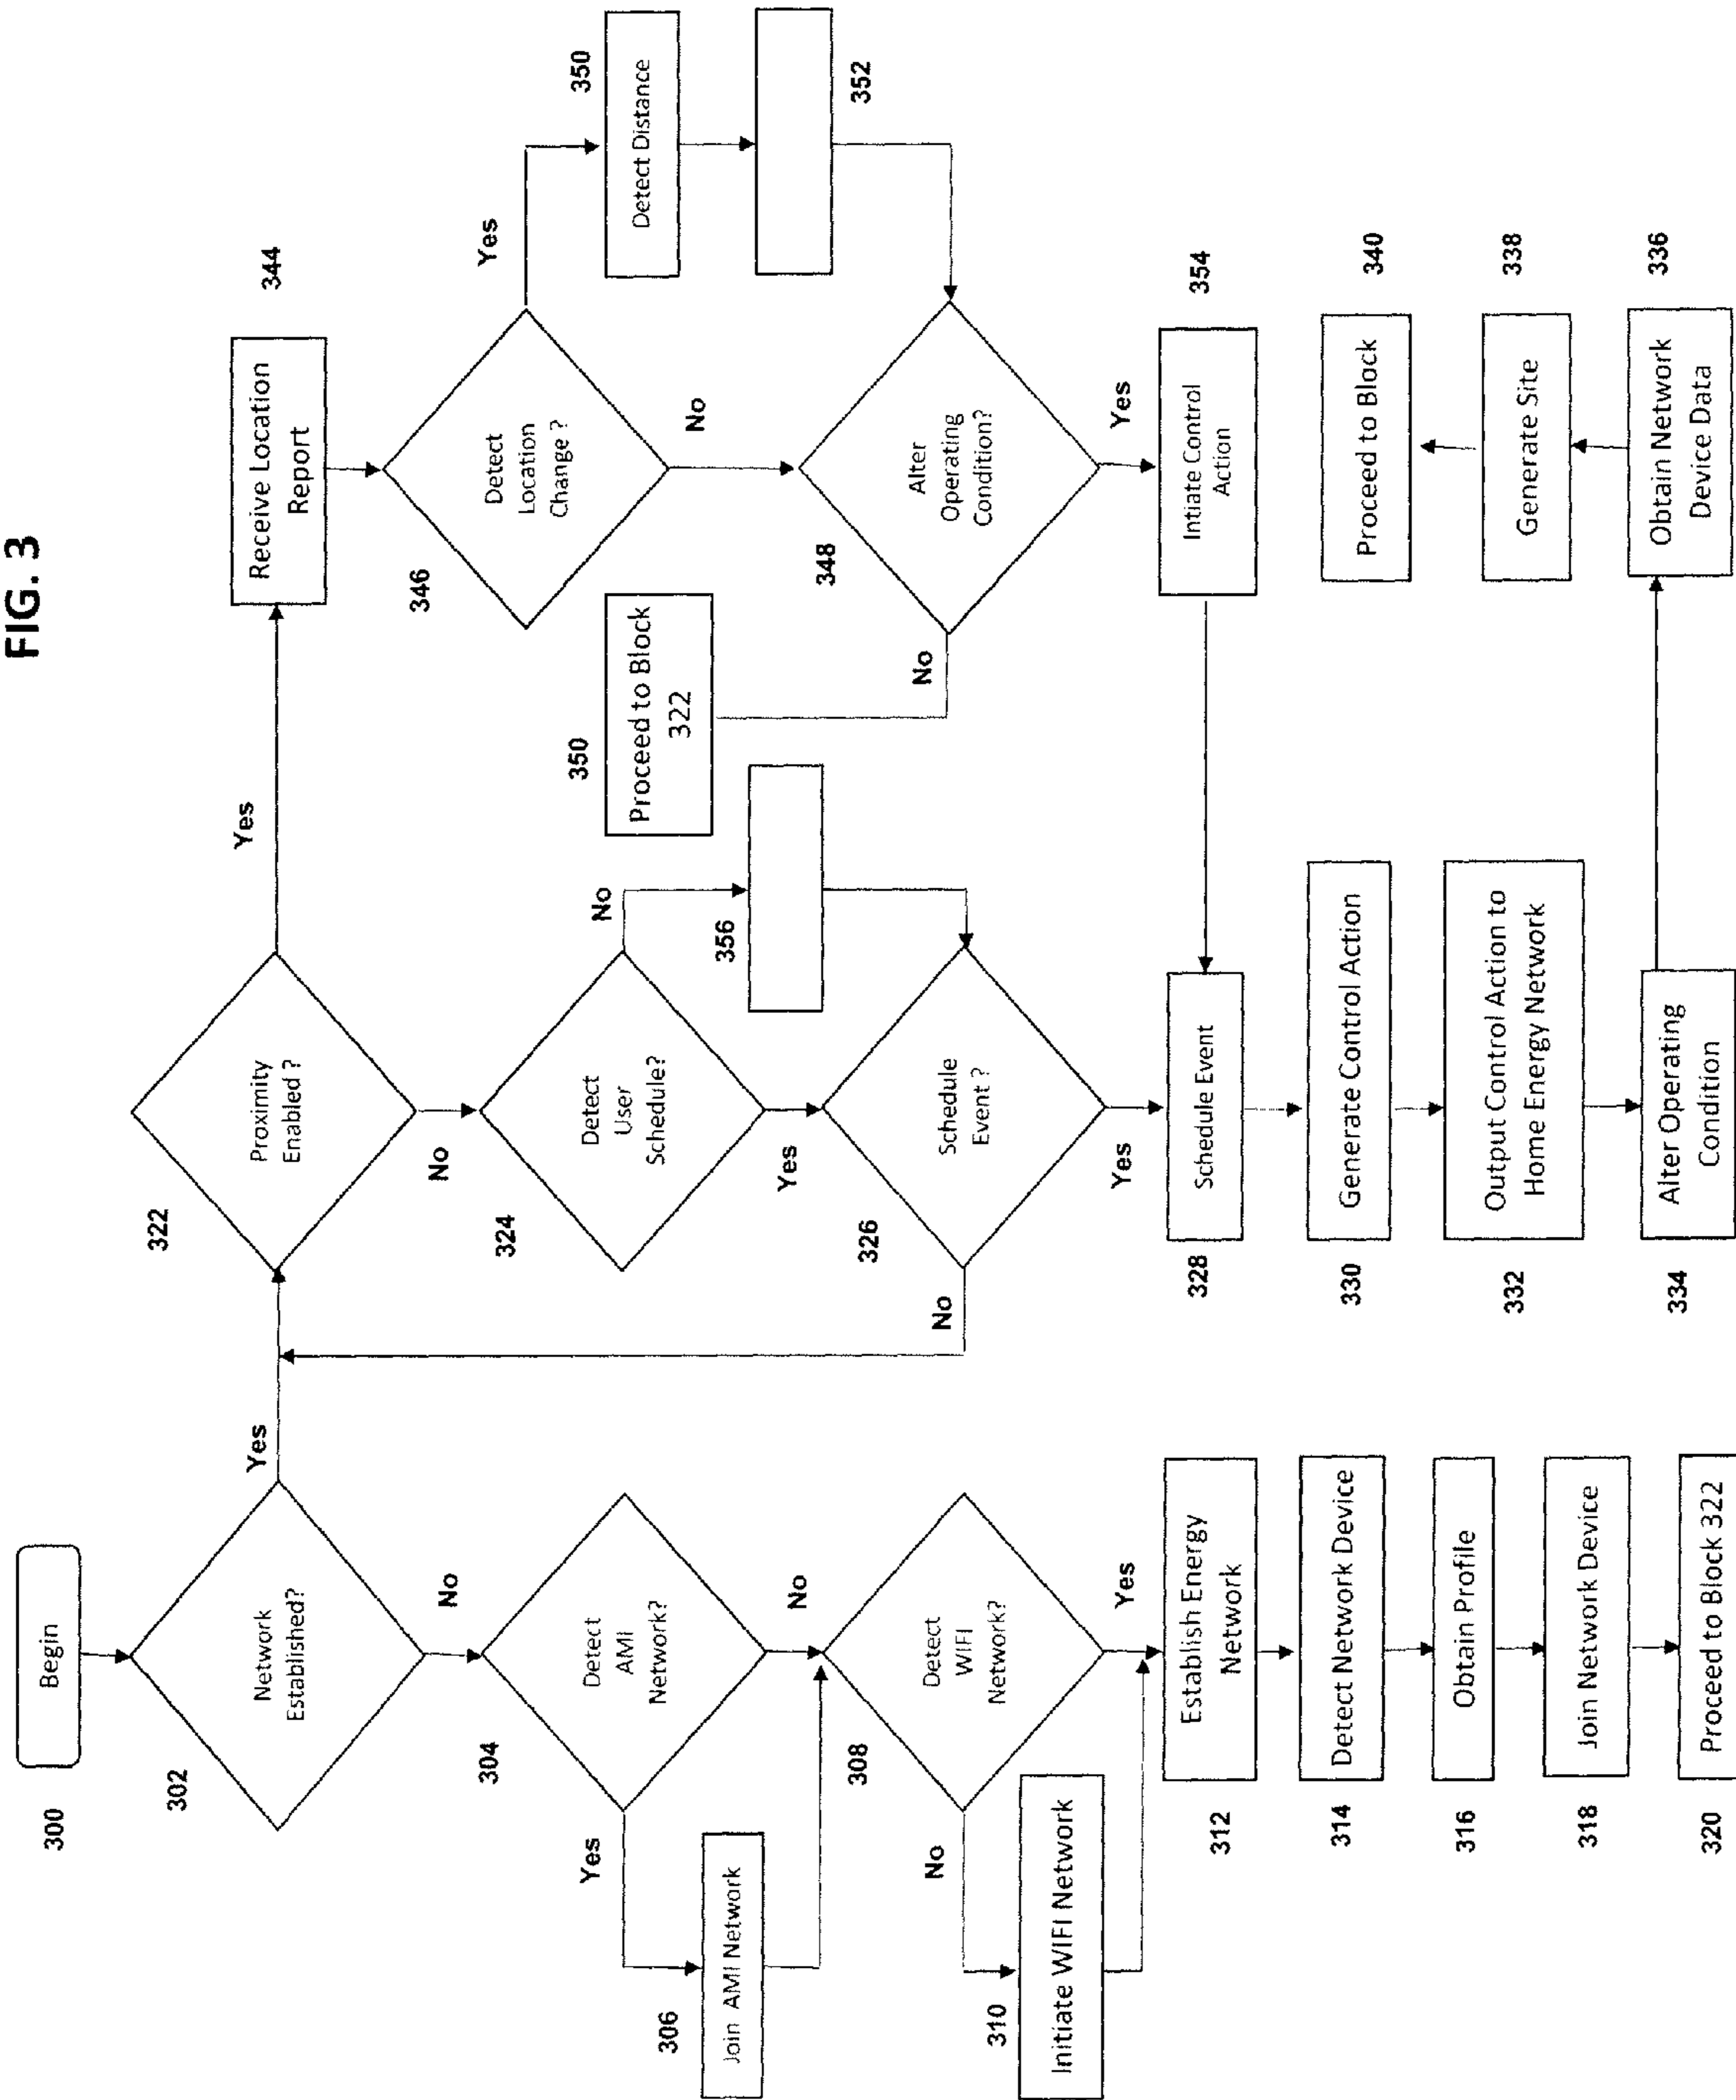 FIG. 3
300
Begin
302
Network
Established?
Yes
No
304
Detect
AMI
Network?
Yes
No
306
Join AMI Network
308
Detect
WIFI
Network?
No
Yes
310
Initiate WIFI Network
312
Establish Energy
Network
314
Detect Network Device
316
Obtain Profile
318
Join Network Device
320
Proceed to Block 322
322
Proximity
Enabled ?
Yes
No
324
Detect
User
Schedule?
No
Yes
356
326
Schedule
Event ?
No
Yes
328
Schedule Event
330
Generate Control Action
332
Output Control Action to
Home Energy Network
334
Alter Operating
Condition
344
Receive Location
Report
346
Detect
Location
Change ?
Yes
No
350
Detect Distance
352
350
Proceed to Block
322
348
Alter
Operating
Condition?
No
Yes
354
Intiate Control
Action
340
Proceed to Block
338
Generate Site
336
Obtain Network
Device Data